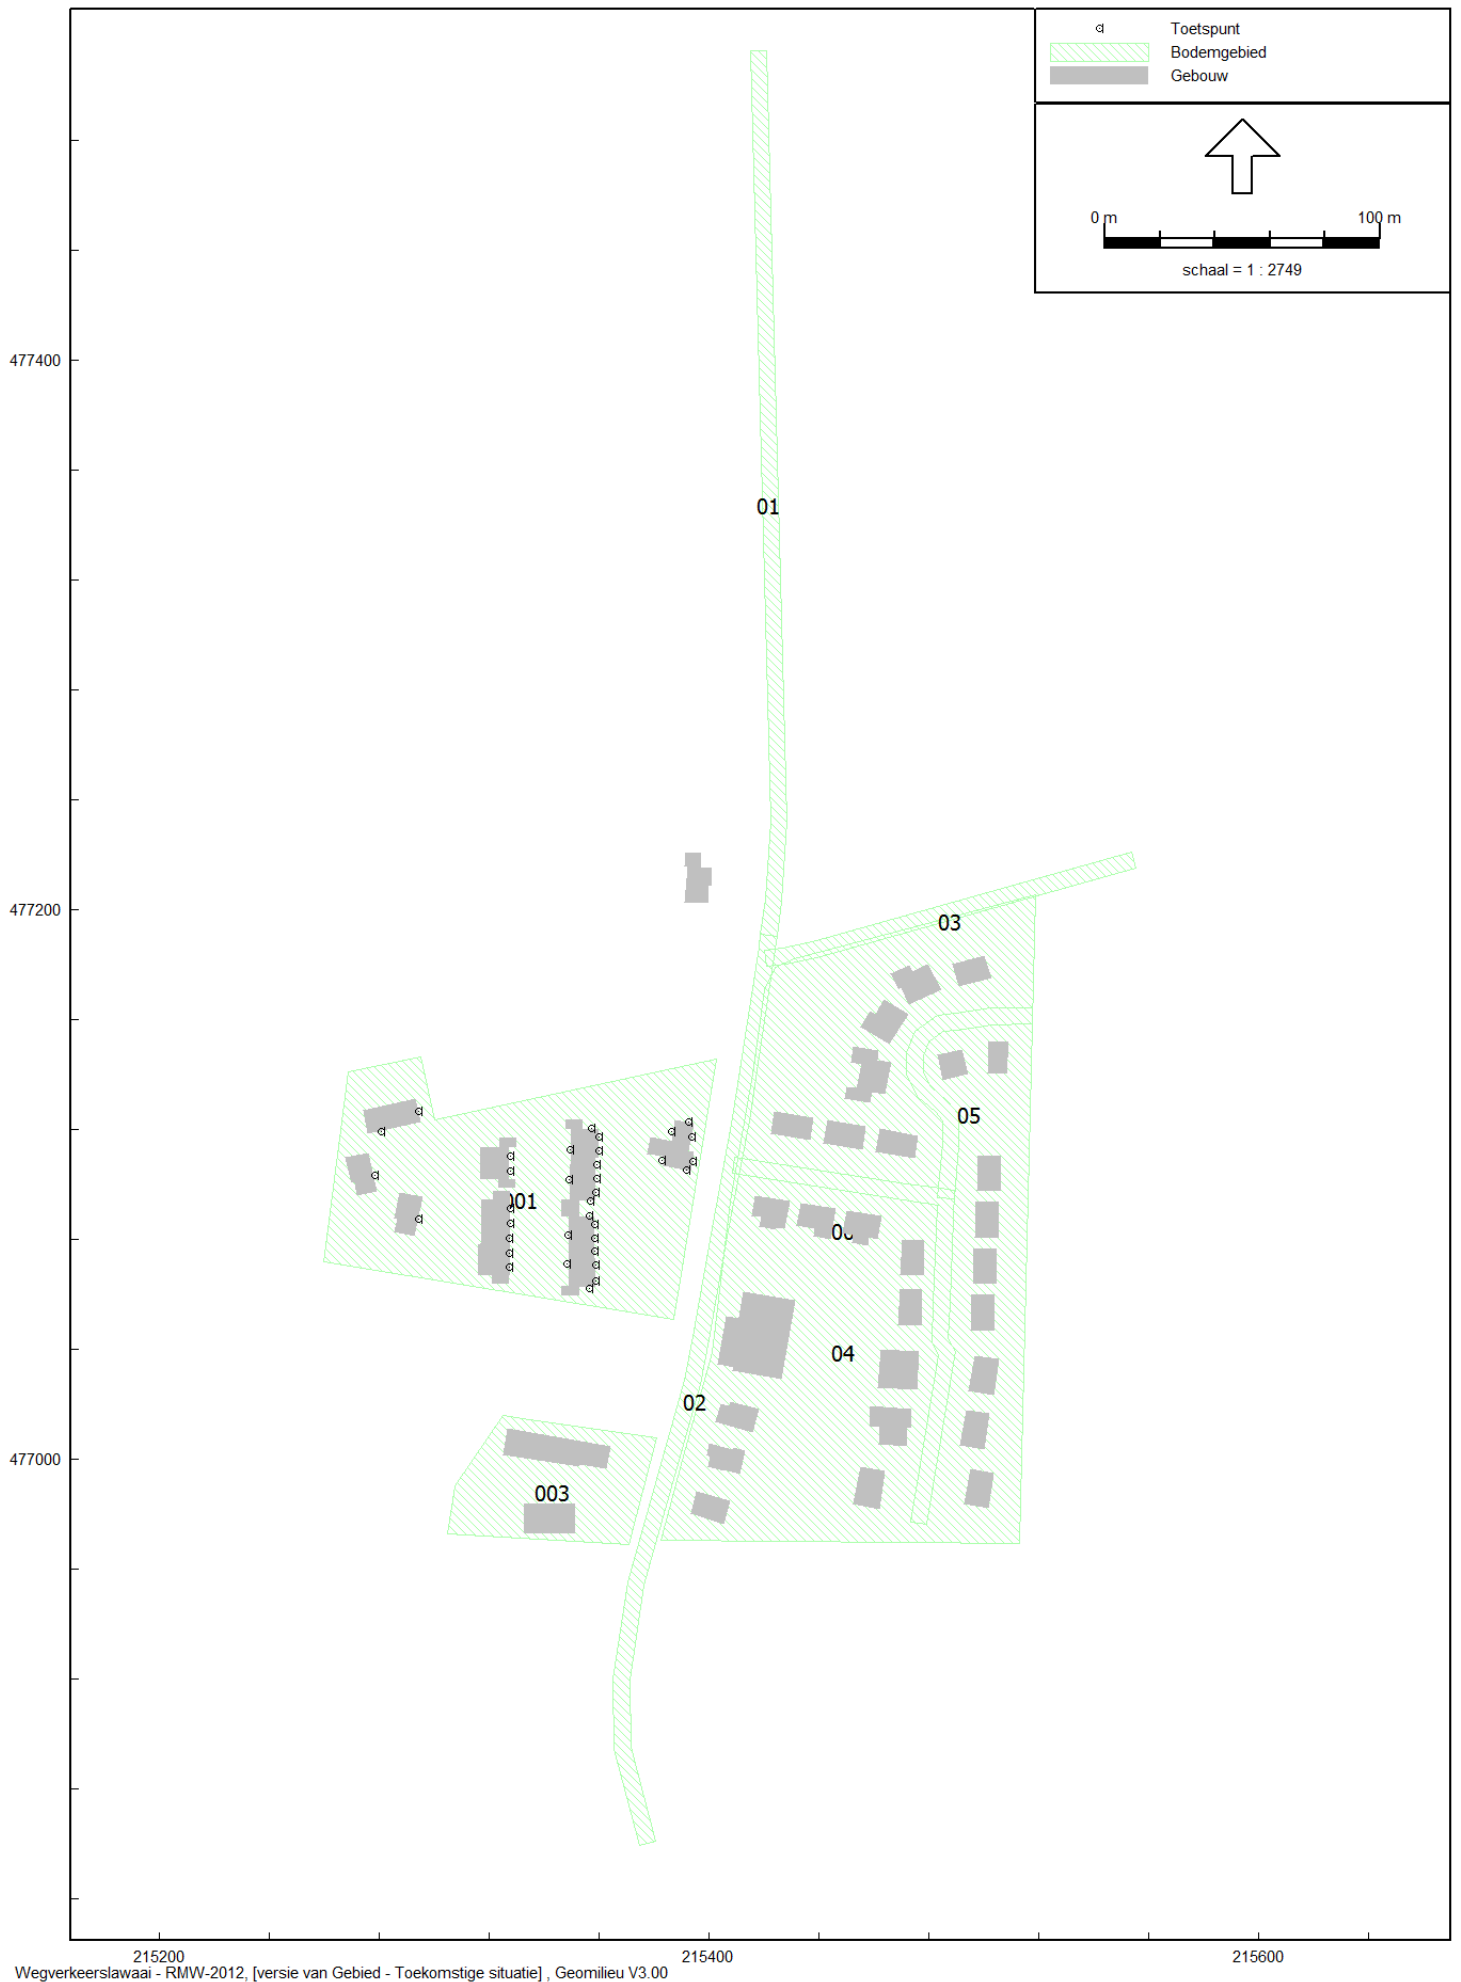 Toetspunt
Bodemgebied
Gebouw
0 m 100 m
schaal = 1 : 2749
477400
01
477200
03
05
001
04
02
477000
003
215200 215400 215600
Wegverkeerslawaai - RMW-2012, [versie van Gebied - Toekomstige situatie] , Geomilieu V3.00